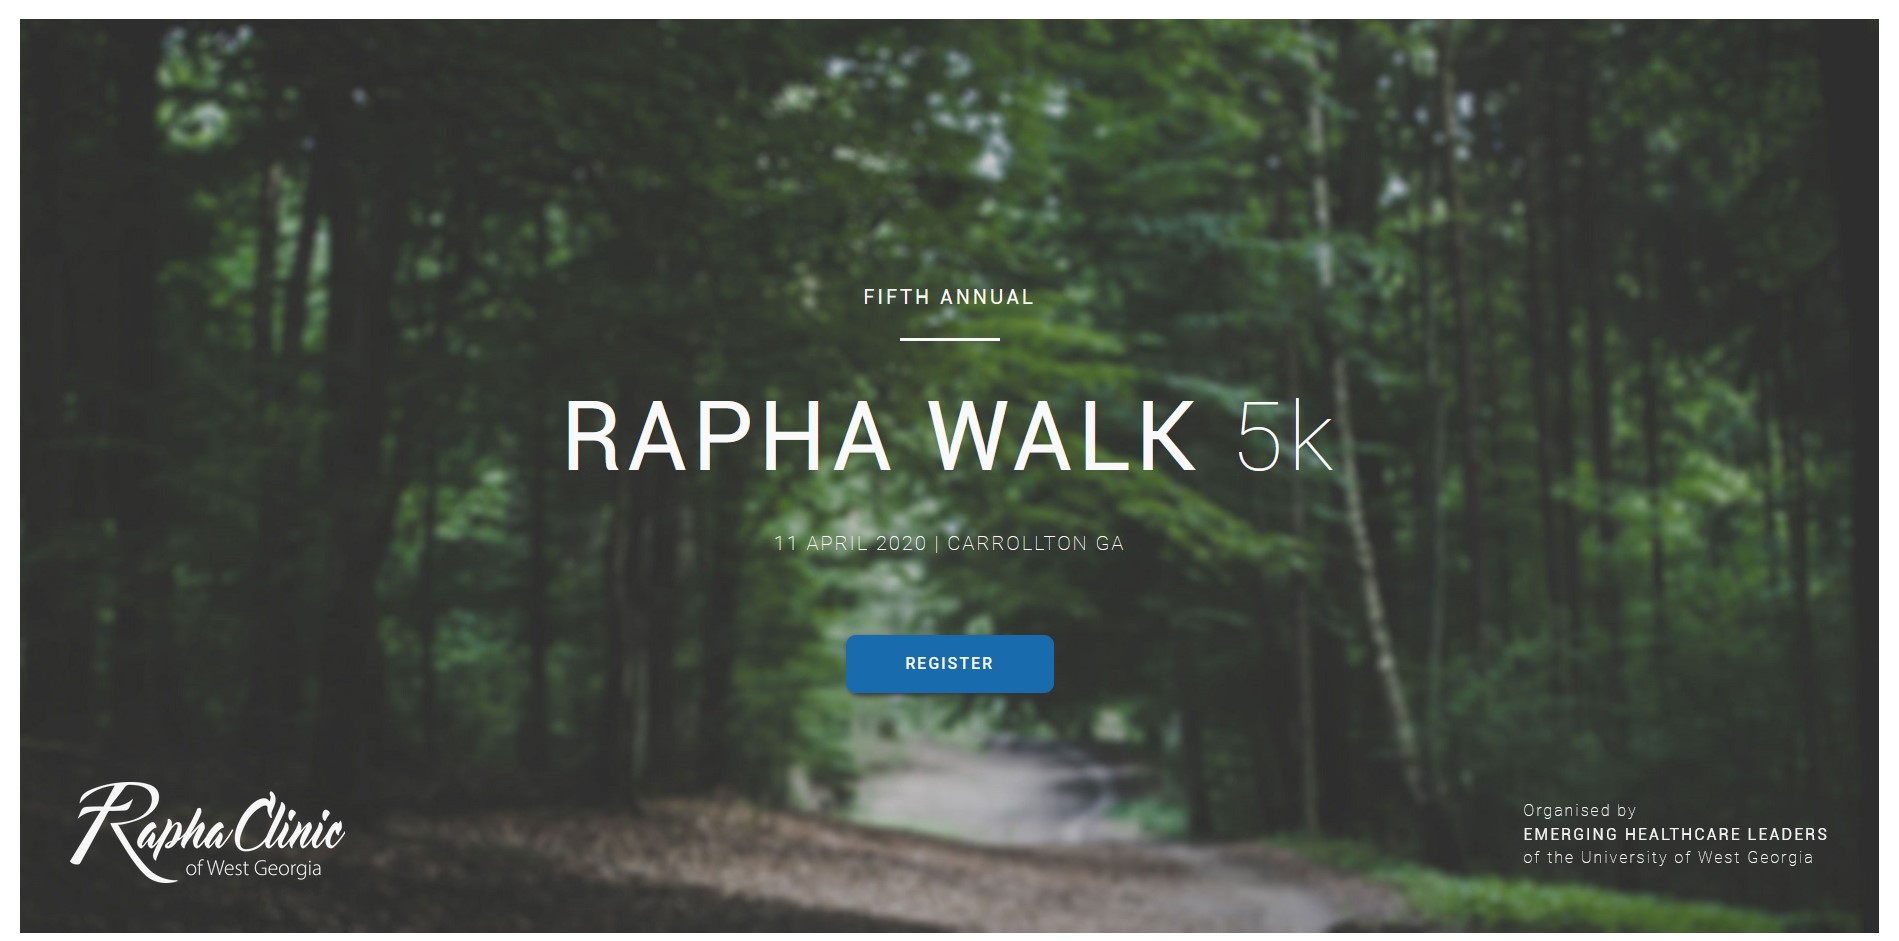 FIFTH ANNUAL
RAPHA WALK 5k
11 APRIL 2020 | CARROLLTON GA
REGISTER
Rapha Clinic
of West Georgia
Organised by
EMERGING HEALTHCARE LEADERS
of the University of West Georgia